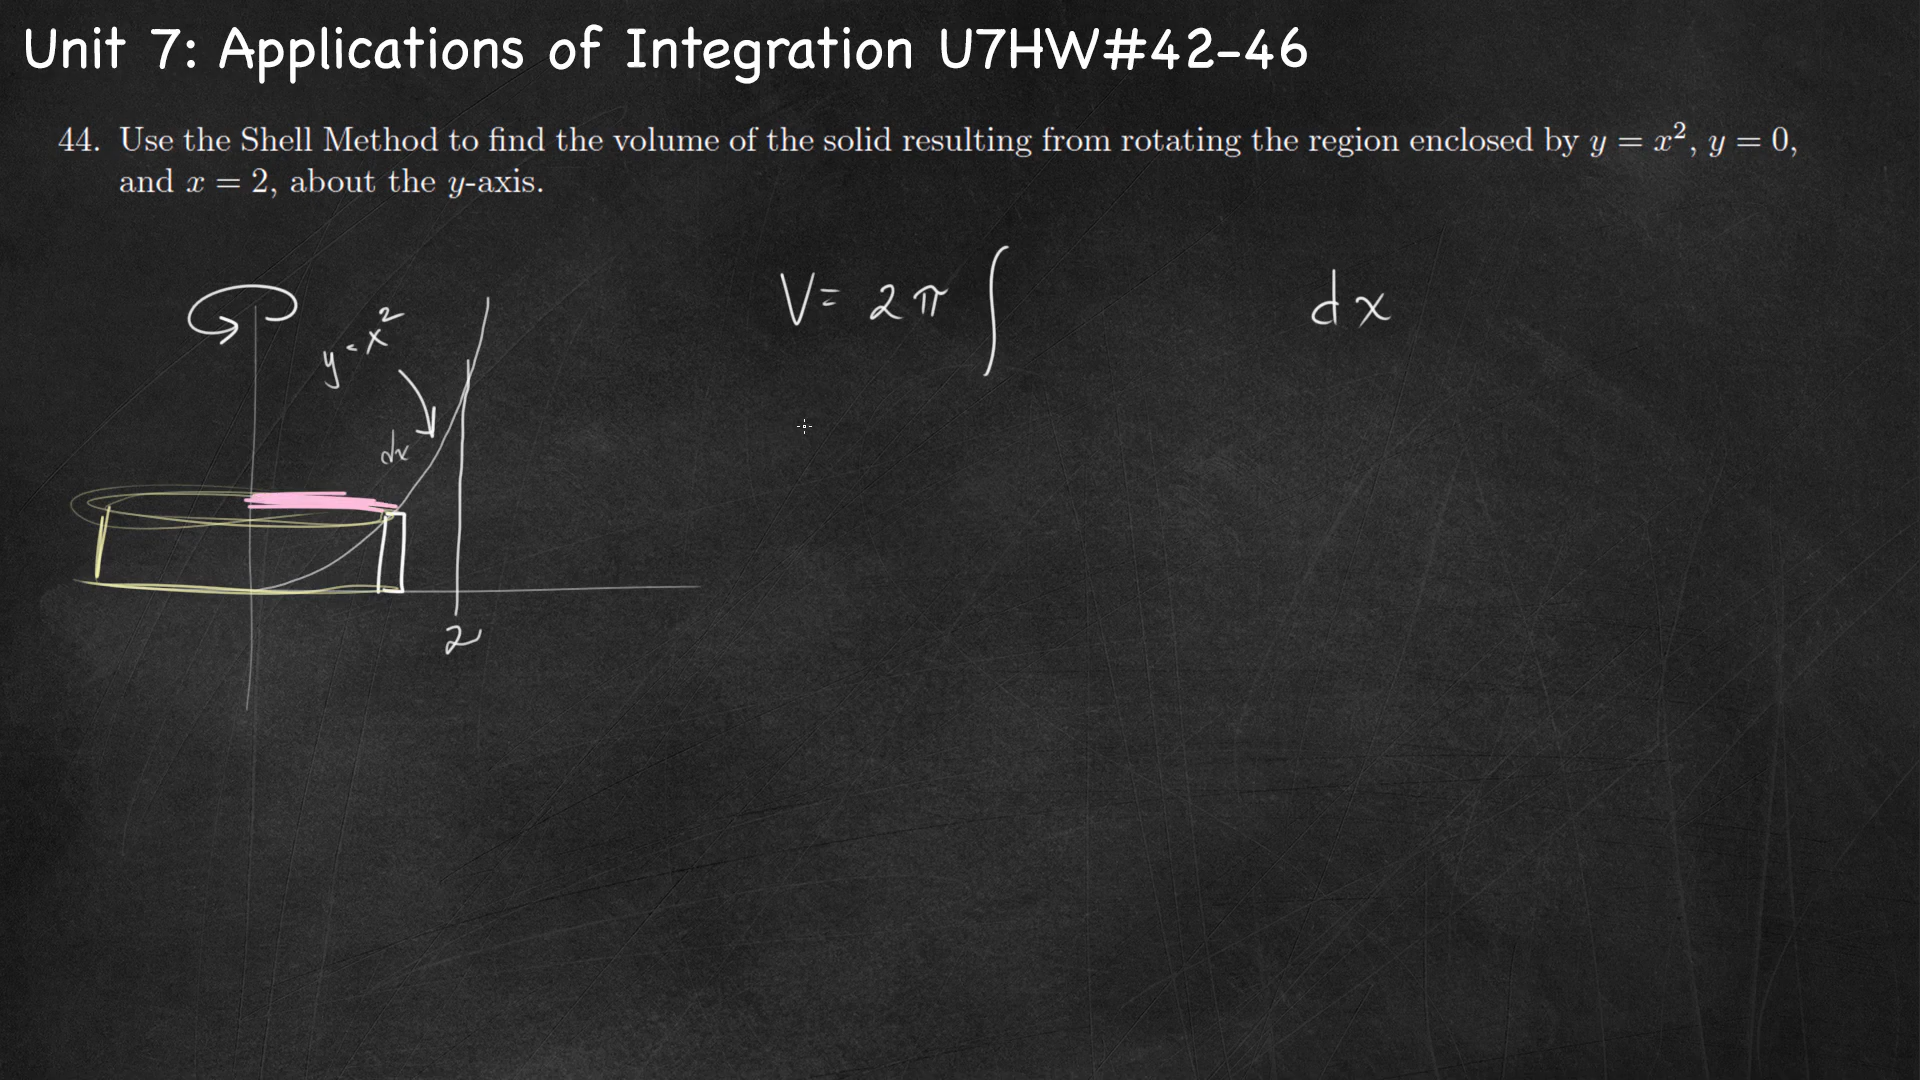 Unit 7: Applications of Integration U7HW#42-46
44. Use the Shell Method to find the volume of the solid resulting from rotating the region enclosed by y = x², y = 0,
and x = 2, about the y-axis.
V= 2π ∫ dx
y = x²
dx
2